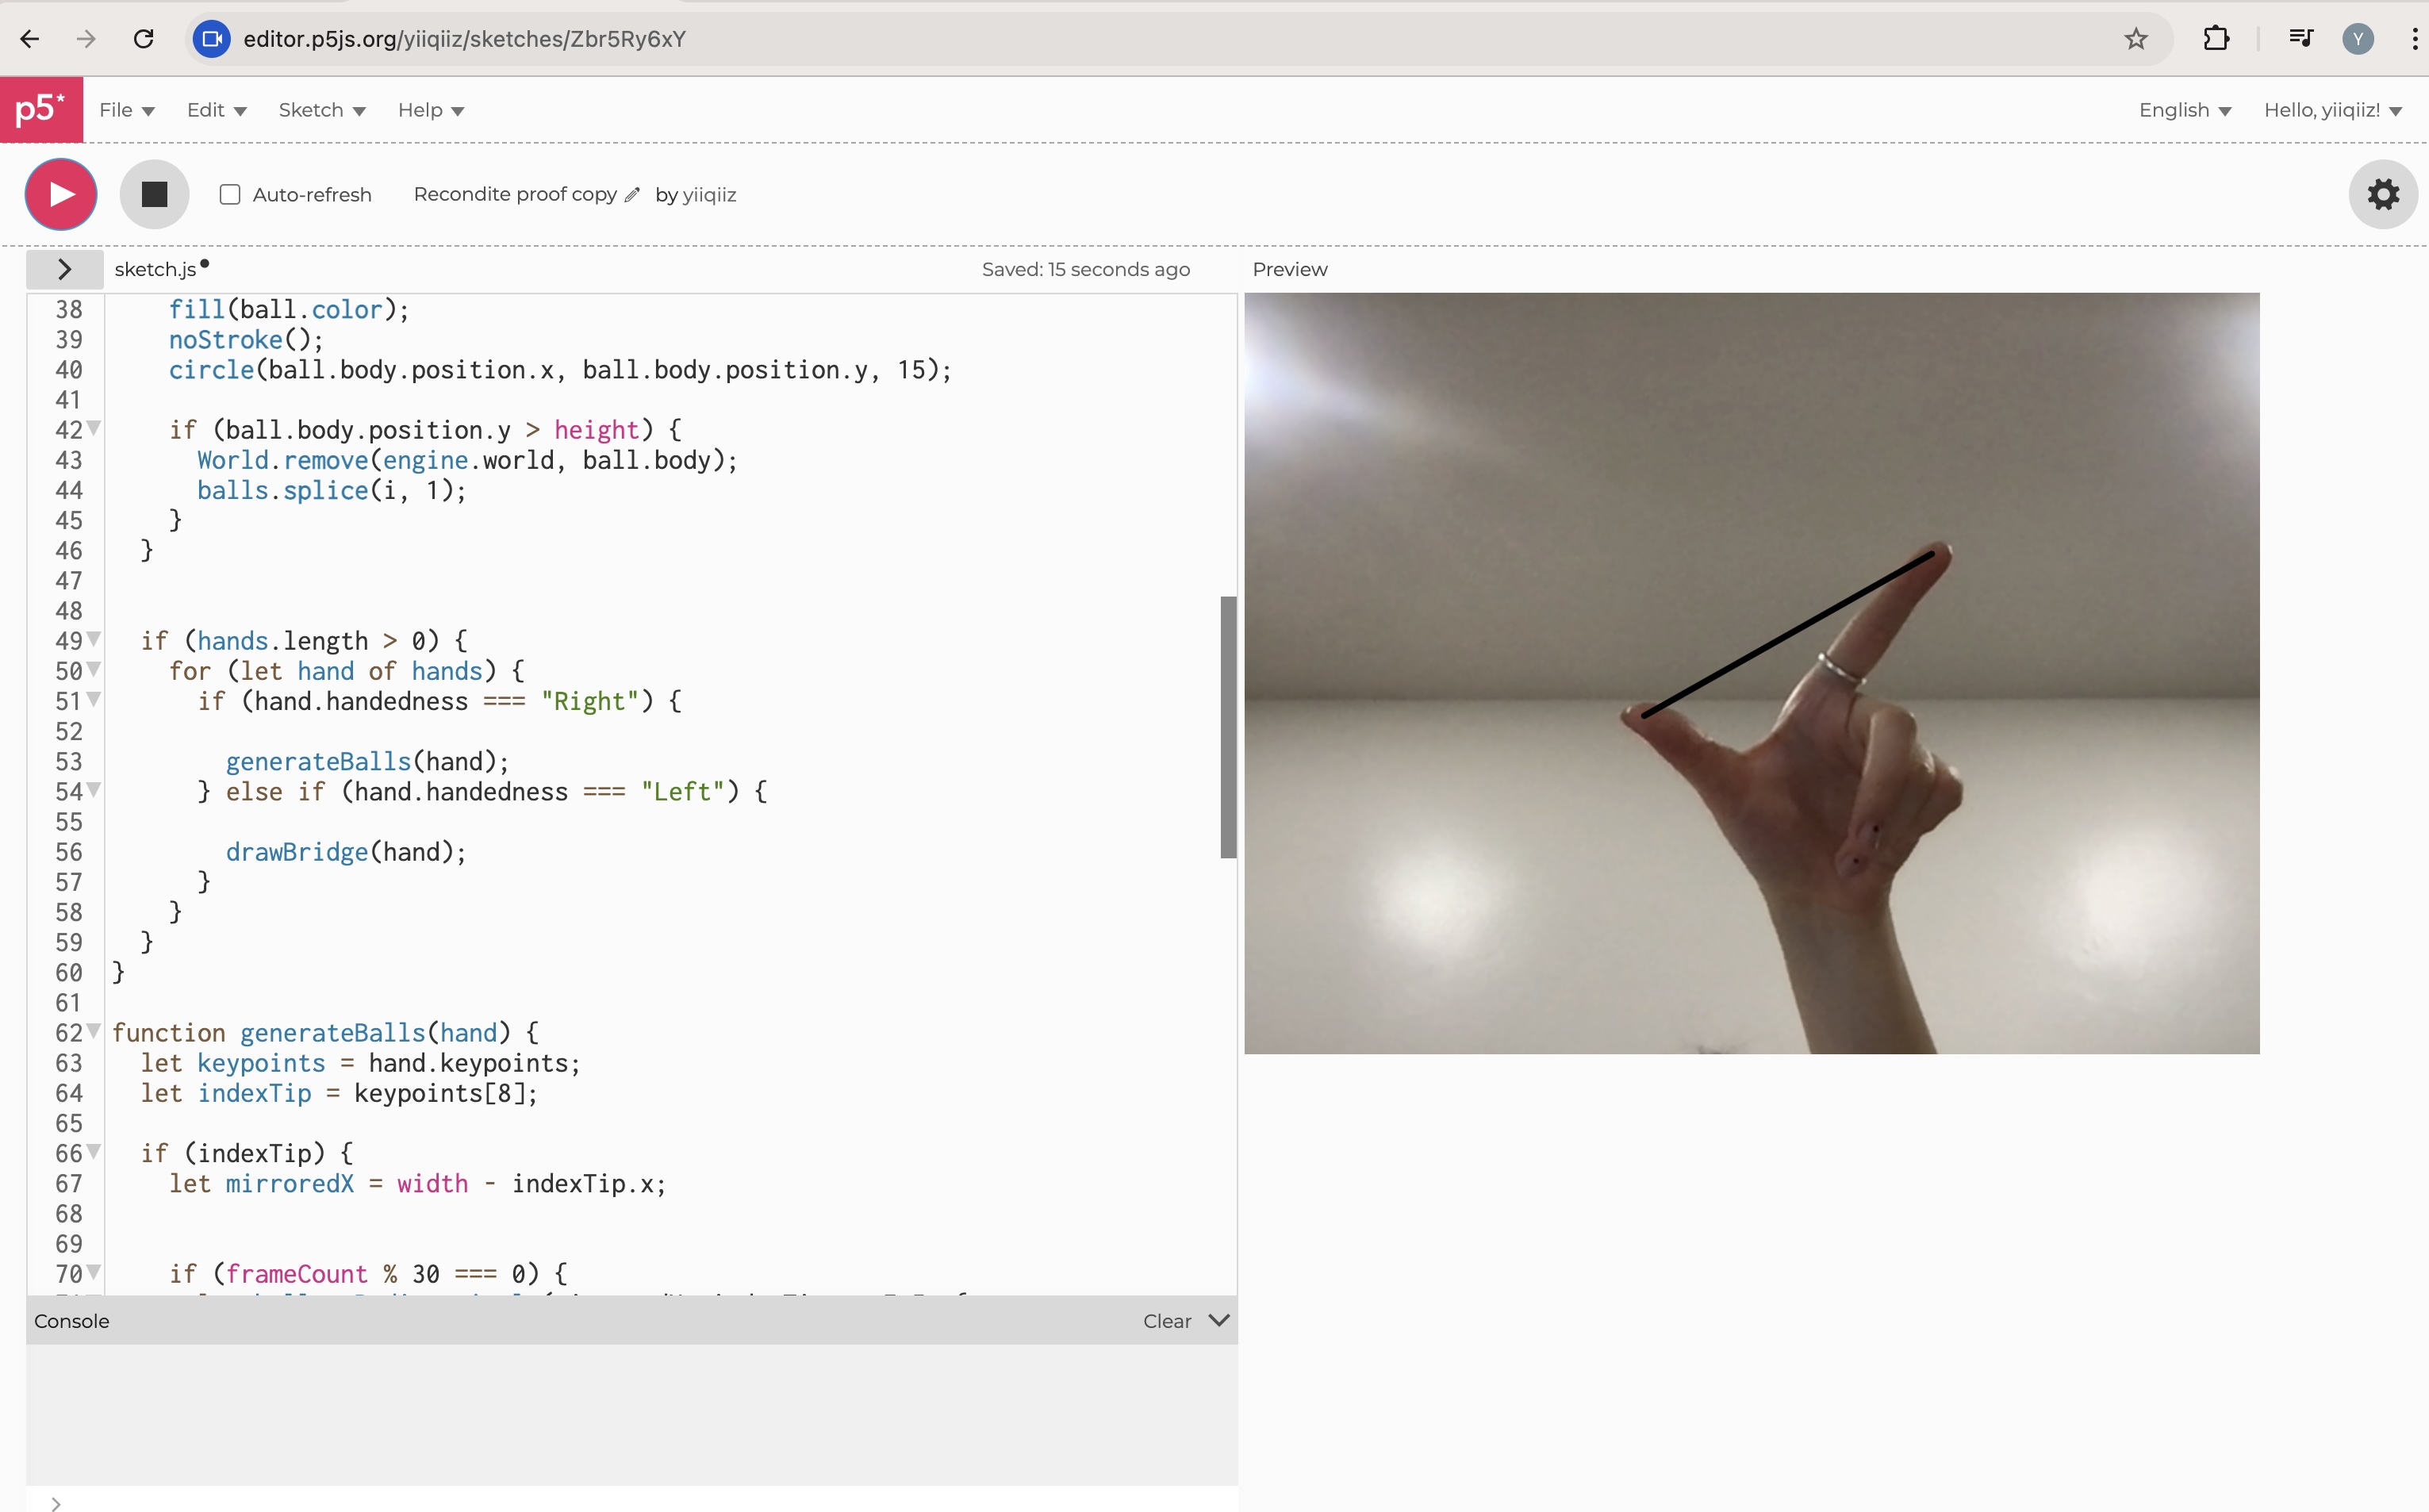 editor.p5js.org/yiiqiiz/sketches/Zbr5Ry6xY
Y
p5* File Edit Sketch Help English Hello, yiiqiiz!
Auto-refresh Recondite proof copy by yiiqiiz
sketch.js Saved: 15 seconds ago Preview
38 fill(ball.color);
39 noStroke();
40 circle(ball.body.position.x, ball.body.position.y, 15);
41
42 if (ball.body.position.y > height) {
43 World.remove(engine.world, ball.body);
44 balls.splice(i, 1);
45 }
46 }
47
48
49 if (hands.length > 0) {
50 for (let hand of hands) {
51 if (hand.handedness === "Right") {
52
53 generateBalls(hand);
54 } else if (hand.handedness === "Left") {
55
56 drawBridge(hand);
57 }
58 }
59 }
60 }
61
62 function generateBalls(hand) {
63 let keypoints = hand.keypoints;
64 let indexTip = keypoints[8];
65
66 if (indexTip) {
67 let mirroredX = width - indexTip.x;
68
69
70 if (frameCount % 30 === 0) {
Console Clear
>